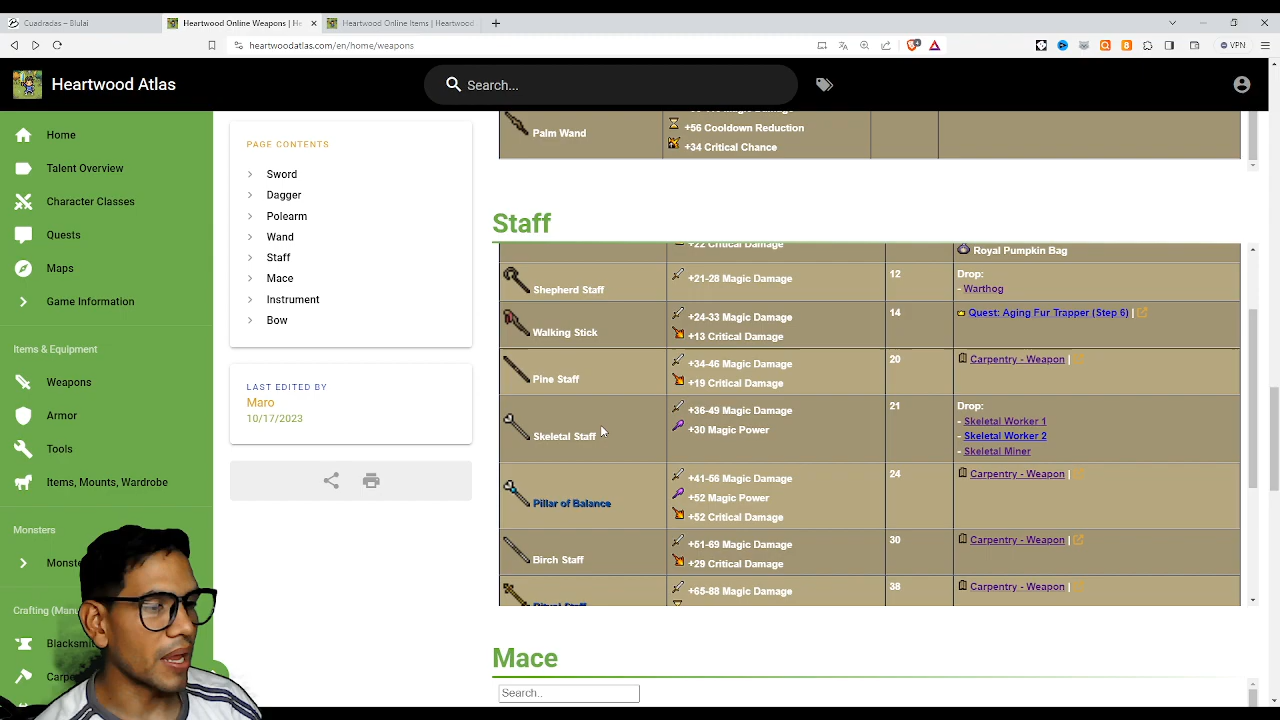 Cuadradas – Blulai
Heartwood Online Weapons | He
Heartwood Online Items | Heartwood
heartwoodatlas.com/en/home/weapons
VPN
Heartwood Atlas
Search...
Home
Talent Overview
Character Classes
Quests
Maps
Game Information
Items & Equipment
Weapons
Armor
Tools
Items, Mounts, Wardrobe
Monsters
Crafting (Manu
PAGE CONTENTS
Sword
Dagger
Polearm
Wand
Staff
Mace
Instrument
Bow
LAST EDITED BY
Maro
10/17/2023
Palm Wand
+56 Cooldown Reduction
+34 Critical Chance
Staff
+22 Critical Damage
Royal Pumpkin Bag
Shepherd Staff
+21-28 Magic Damage
12
Drop:
- Warthog
Walking Stick
+24-33 Magic Damage
+13 Critical Damage
14
Quest: Aging Fur Trapper (Step 6) |
Pine Staff
+34-46 Magic Damage
+19 Critical Damage
20
Carpentry - Weapon |
Skeletal Staff
+36-49 Magic Damage
+30 Magic Power
21
Drop:
- Skeletal Worker 1
- Skeletal Worker 2
- Skeletal Miner
Pillar of Balance
+41-56 Magic Damage
+52 Magic Power
+52 Critical Damage
24
Carpentry - Weapon |
Birch Staff
+51-69 Magic Damage
+29 Critical Damage
30
Carpentry - Weapon |
Ritual Staff
+65-88 Magic Damage
38
Carpentry - Weapon |
Mace
Search..